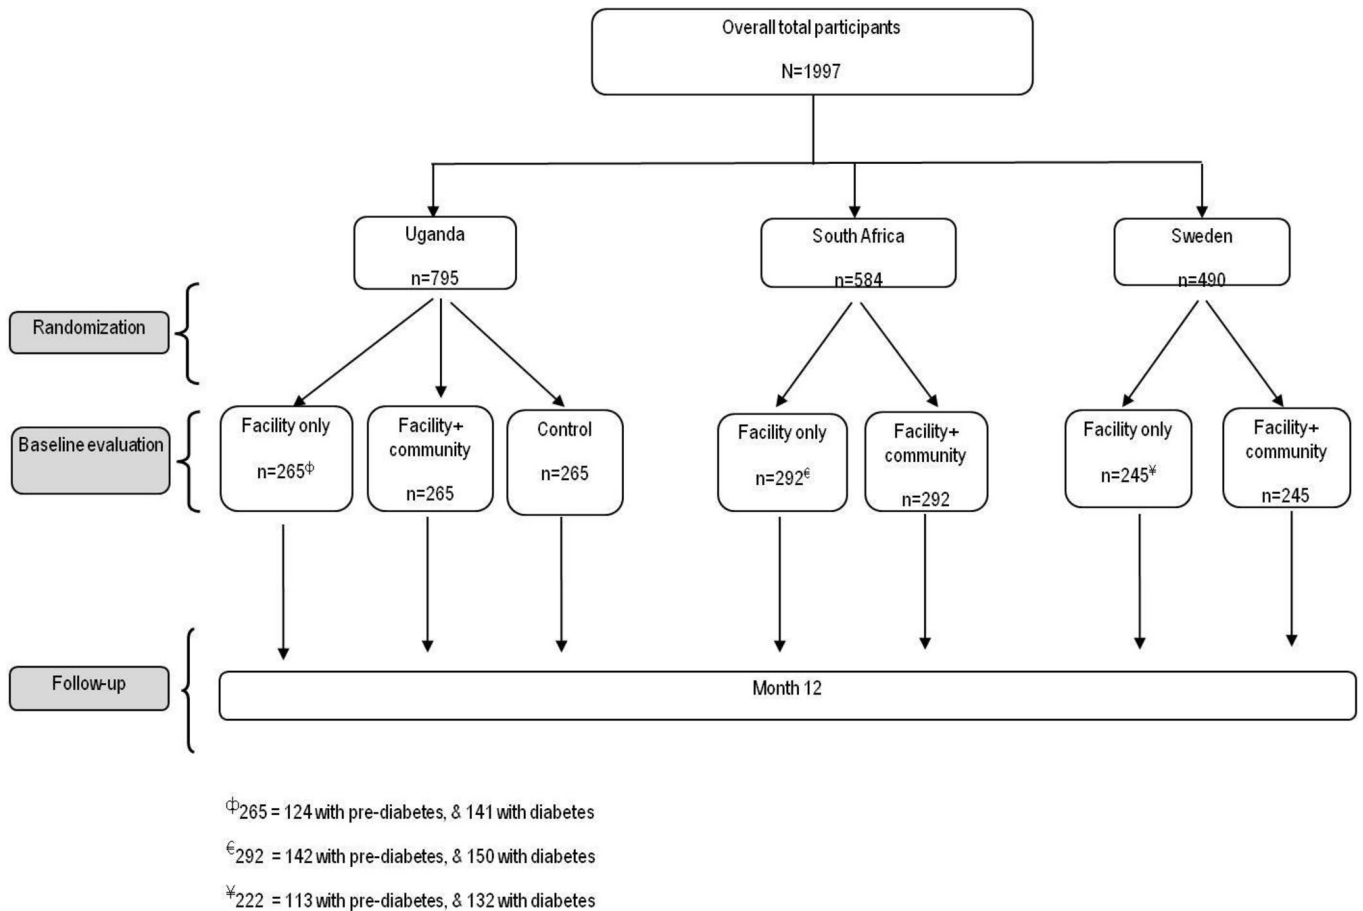 Overall total participants
N=1997
Uganda
n=795
South Africa
n=584
Sweden
n=490
Randomization
Baseline evaluation
Facility only
n=265ϕ
Facility+
community
n=265
Control
n=265
Facility only
n=292€
Facility+
community
n=292
Facility only
n=245¥
Facility+
community
n=245
Follow-up
Month 12
ϕ265 = 124 with pre-diabetes, & 141 with diabetes
€292 = 142 with pre-diabetes, & 150 with diabetes
¥222 = 113 with pre-diabetes, & 132 with diabetes